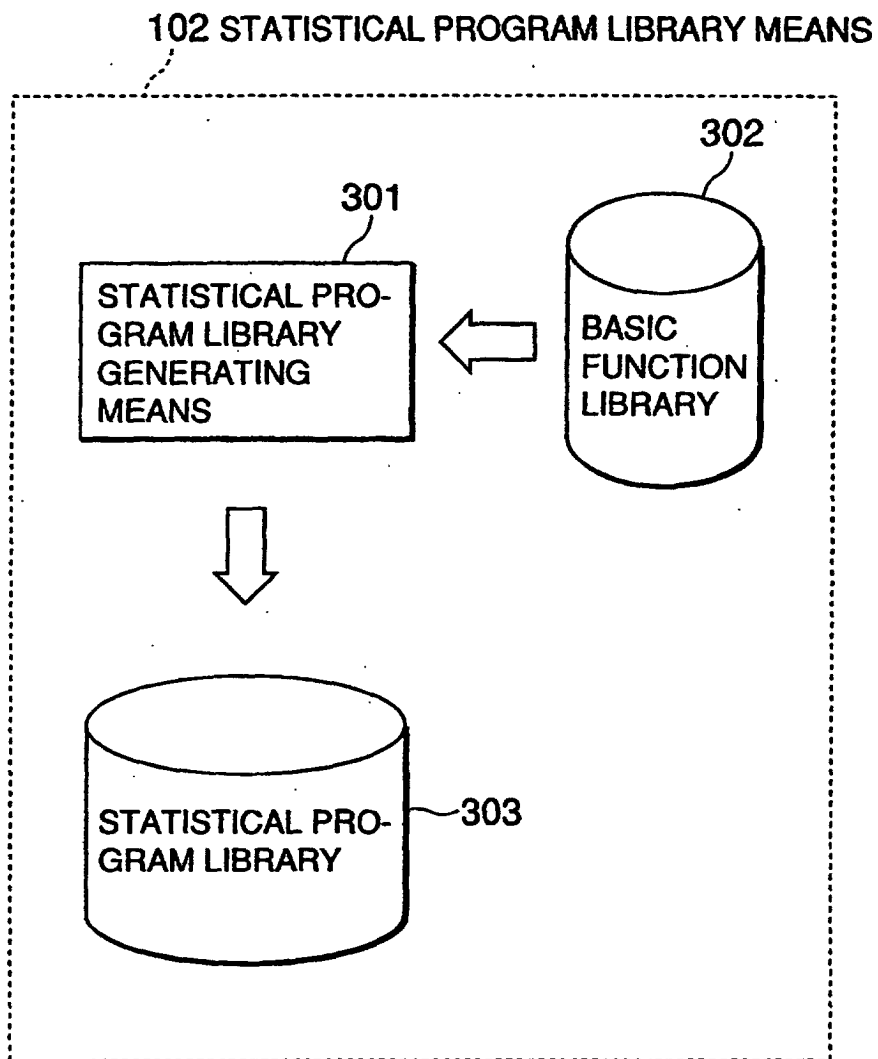 102 STATISTICAL PROGRAM LIBRARY MEANS
302
301
STATISTICAL PRO-
GRAM LIBRARY
GENERATING
MEANS
BASIC
FUNCTION
LIBRARY
STATISTICAL PRO-
GRAM LIBRARY
303